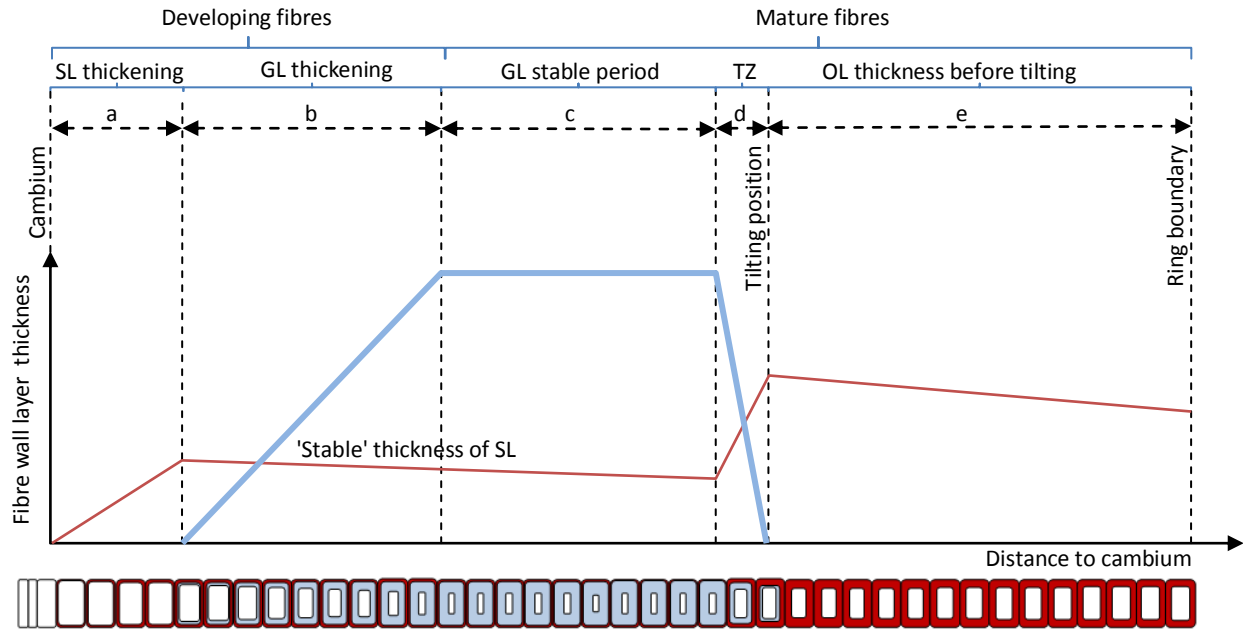 Developing fibres
Mature fibres
SL thickening
GL thickening
GL stable period
TZ
OL thickness before tilting
a
b
c
d
e
Cambium
Tilting position
Ring boundary
Fibre wall layer thickness
'Stable' thickness of SL
Distance to cambium